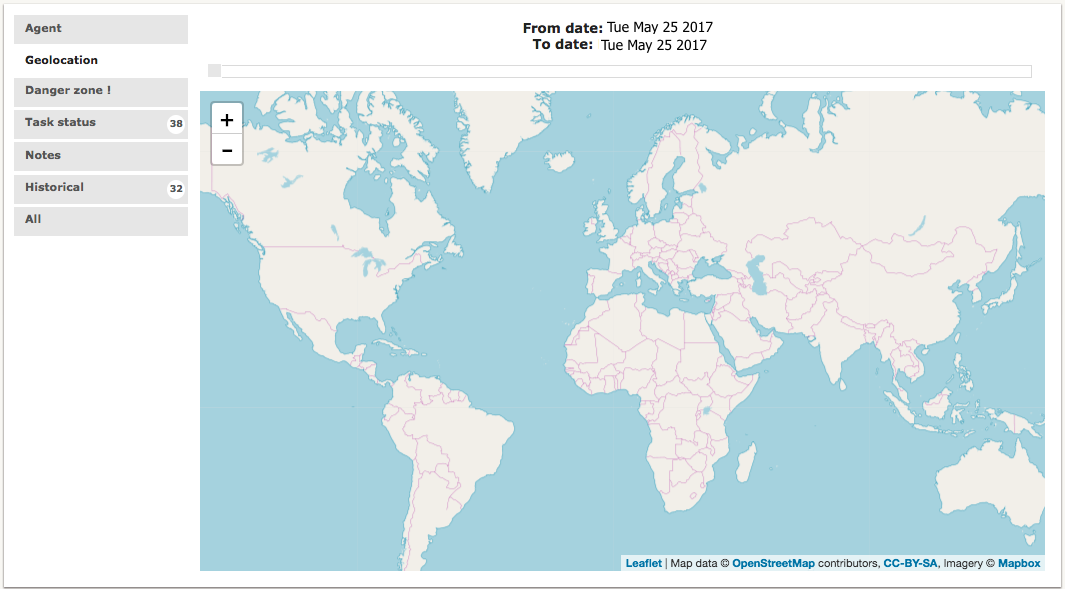 Agent
Geolocation
Danger zone !
Task status 38
Notes
Historical 32
All
From date: Tue May 25 2017
To date: Tue May 25 2017
+
−
Leaflet | Map data © OpenStreetMap contributors, CC-BY-SA, Imagery © Mapbox